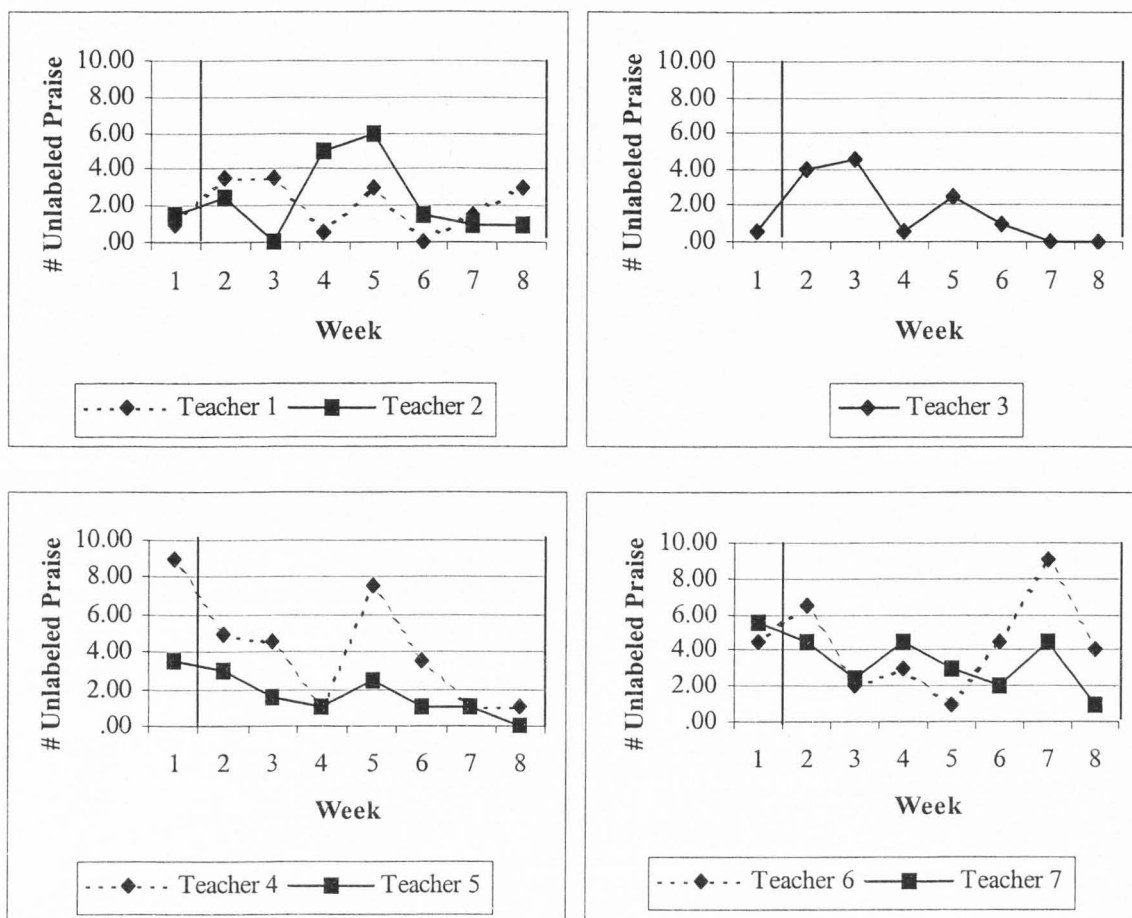 10.00
8.00
6.00
4.00
2.00
.00
# Unlabeled Praise
1 2 3 4 5 6 7 8
Week
Teacher 1 Teacher 2
10.00
8.00
6.00
4.00
2.00
.00
# Unlabeled Praise
1 2 3 4 5 6 7 8
Week
Teacher 3
10.00
8.00
6.00
4.00
2.00
.00
# Unlabeled Praise
1 2 3 4 5 6 7 8
Week
Teacher 4 Teacher 5
10.00
8.00
6.00
4.00
2.00
.00
# Unlabeled Praise
1 2 3 4 5 6 7 8
Week
Teacher 6 Teacher 7